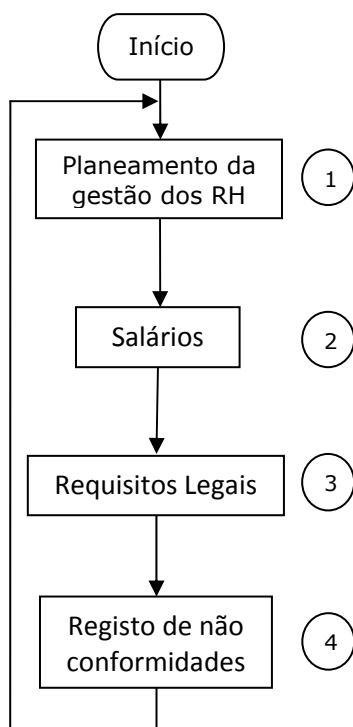 Início
Planeamento da
gestão dos RH
1
Salários
2
Requisitos Legais
3
Registo de não
conformidades
4